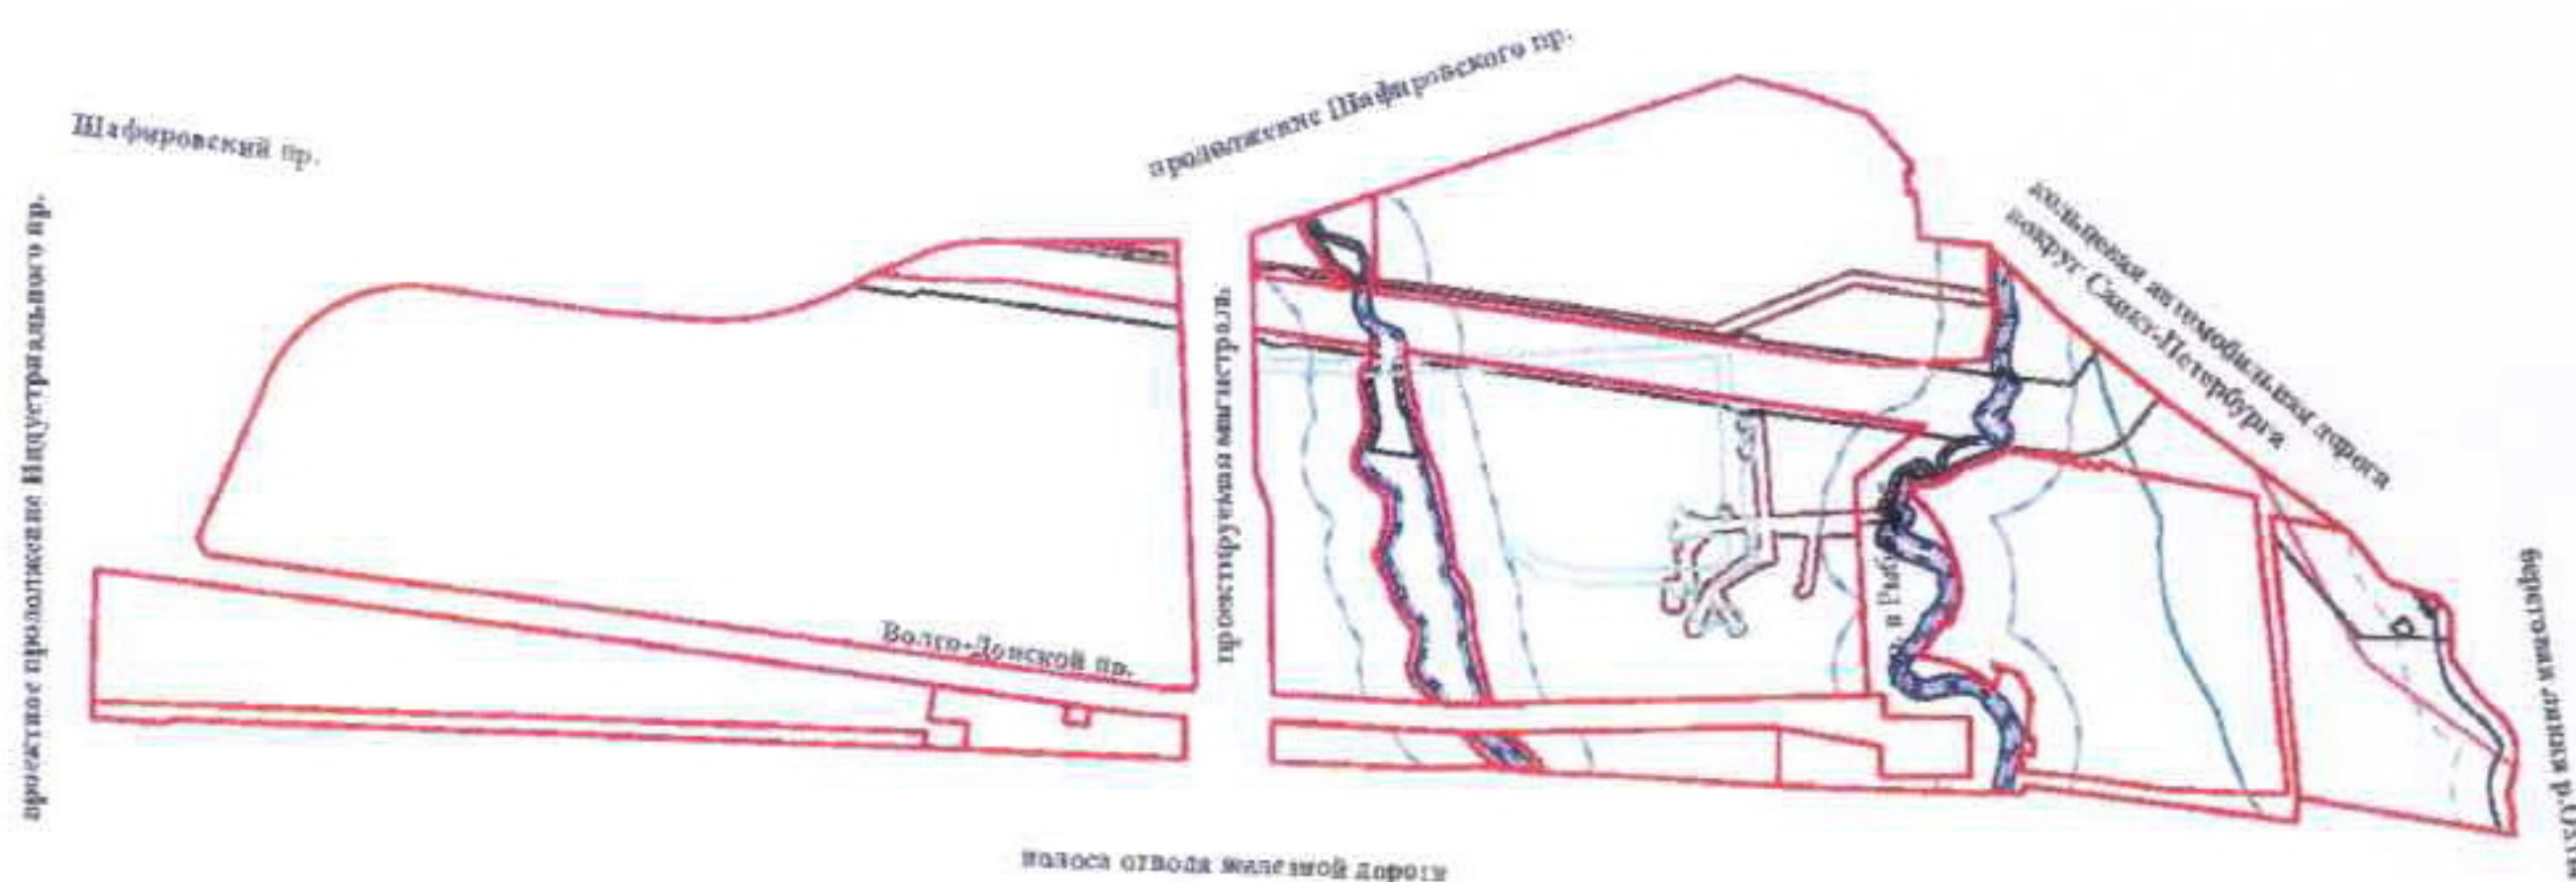 Шафировский пр.
продолжение Шафировского пр.
кольцевая автомобильная дорога
вокруг Санкт-Петербурга
проектное продолжение Индустриального пр.
проектируемая магистраль
Волго-Донской пр.
береговая линия р.Охты
полоса отвода железной дороги